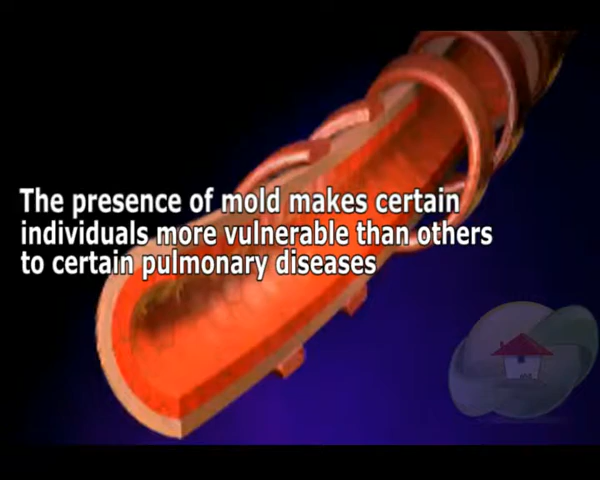 The presence of mold makes certain
individuals more vulnerable than others
to certain pulmonary diseases